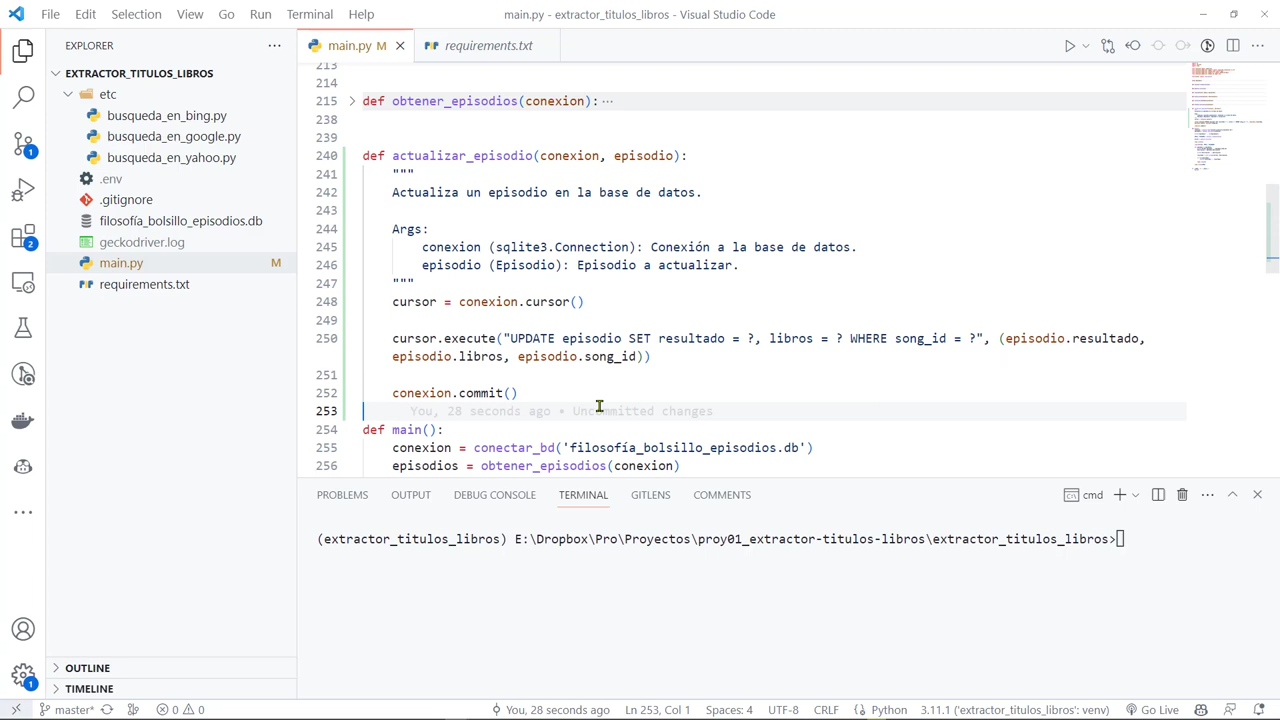 File Edit Selection View Go Run Terminal Help
main.py - extractor_titulos_libros - Visual Studio Code
EXPLORER
EXTRACTOR_TITULOS_LIBROS
etc
busqueda_en_bing.py
busquada_en_google.py
busqueda_en_yahoo.py
.env
.gitignore
filosofía_bolsillo_episodios.db
geckodriver.log
main.py M
requirements.txt
OUTLINE
TIMELINE
1
2
1
main.py M
requirements.txt
213
214
215 def obtener_episodios(conexion): ...
238
239
240 def actualizar_episodio(conexion, episodio):
241 """
242 Actualiza un episodio en la base de datos.
243
244 Args:
245 conexion (sqlite3.Connection): Conexión a la base de datos.
246 episodio (Episodio): Episodio a actualizar.
247 """
248 cursor = conexion.cursor()
249
250 cursor.execute("UPDATE episodio SET resultado = ?, libros = ? WHERE song_id = ?", (episodio.resultado,
episodio.libros, episodio.song_id))
251
252 conexion.commit()
253 You, 28 seconds ago • Uncommitted changes
254 def main():
255 conexion = conectar_bd('filosofía_bolsillo_episodios.db')
256 episodios = obtener_episodios(conexion)
PROBLEMS OUTPUT DEBUG CONSOLE TERMINAL GITLENS COMMENTS
cmd
(extractor_titulos_libros) E:\Dropbox\Pro\Proyectos\proy01_extractor-titulos-libros\extractor_titulos_libros>
master* 0 0 You, 28 seconds ago Ln 253, Col 1 Spaces: 4 UTF-8 CRLF Python 3.11.1 ('extractor_titulos_libros': venv) Go Live